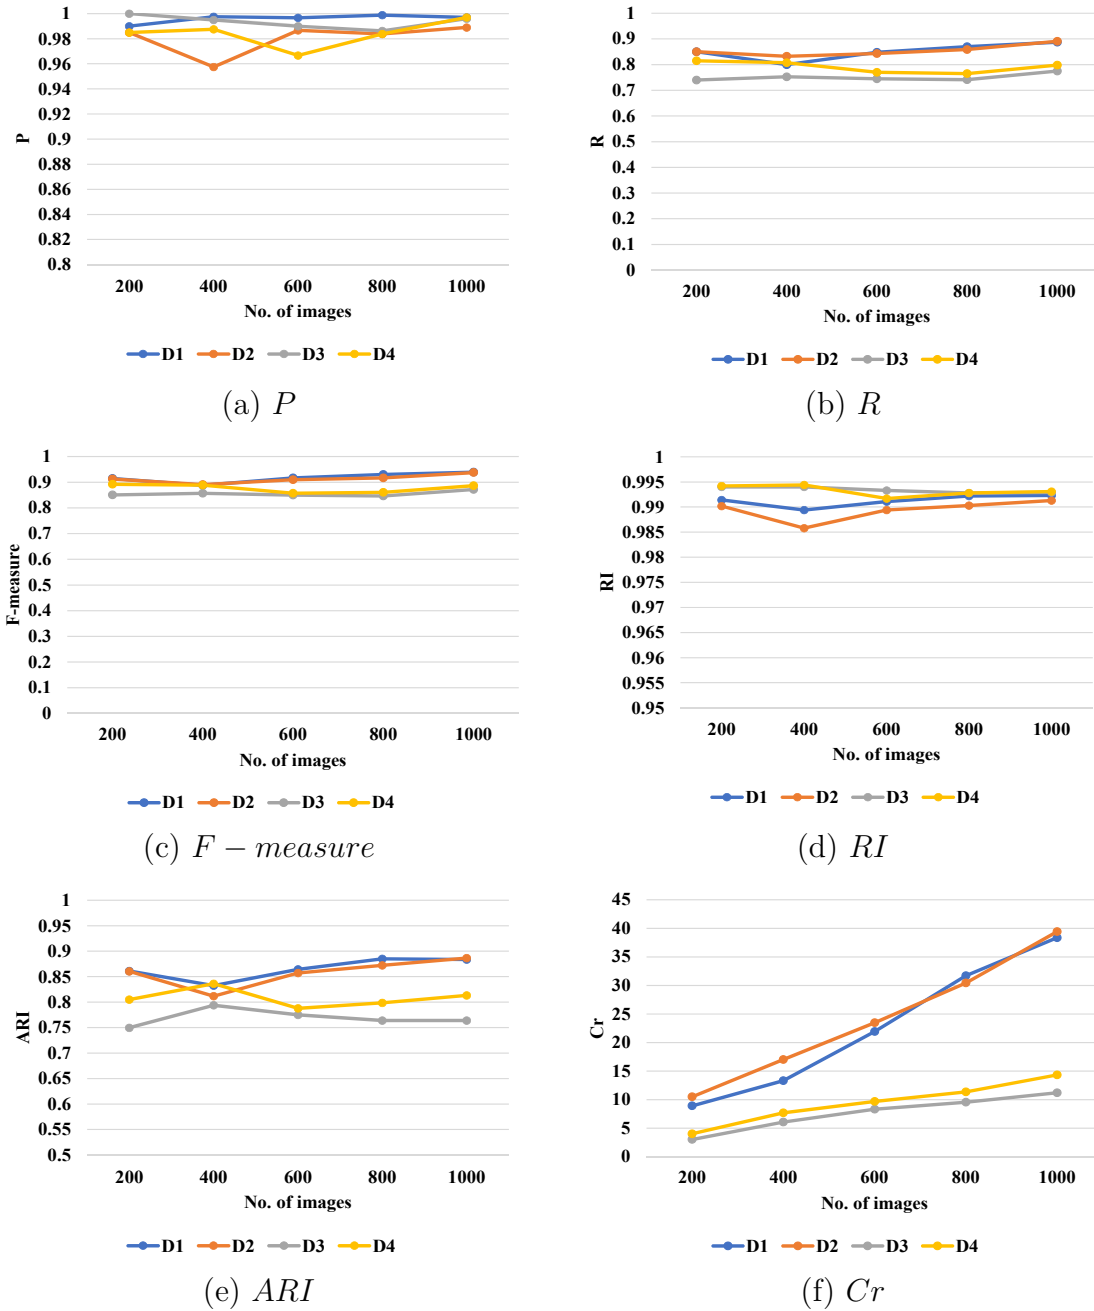 1
0.98
0.96
0.94
0.92
0.9
0.88
0.86
0.84
0.82
0.8
P
200 400 600 800 1000
No. of images
D1 D2 D3 D4
(a) P
1
0.9
0.8
0.7
0.6
0.5
0.4
0.3
0.2
0.1
0
R
200 400 600 800 1000
No. of images
D1 D2 D3 D4
(b) R
1
0.9
0.8
0.7
0.6
0.5
0.4
0.3
0.2
0.1
0
F-measure
200 400 600 800 1000
No. of images
D1 D2 D3 D4
(c) F − measure
1
0.995
0.99
0.985
0.98
0.975
0.97
0.965
0.96
0.955
0.95
RI
200 400 600 800 1000
No. of images
D1 D2 D3 D4
(d) RI
1
0.95
0.9
0.85
0.8
0.75
0.7
0.65
0.6
0.55
0.5
ARI
200 400 600 800 1000
No. of images
D1 D2 D3 D4
(e) ARI
45
40
35
30
25
20
15
10
5
0
Cr
200 400 600 800 1000
No. of images
D1 D2 D3 D4
(f) Cr